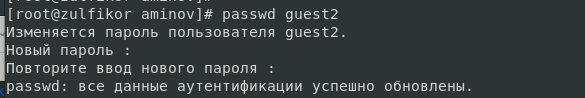 [root@zulfikor aminov]# passwd guest2
Изменяется пароль пользователя guest2.
Новый пароль :
Повторите ввод нового пароля :
passwd: все данные аутентификации успешно обновлены.